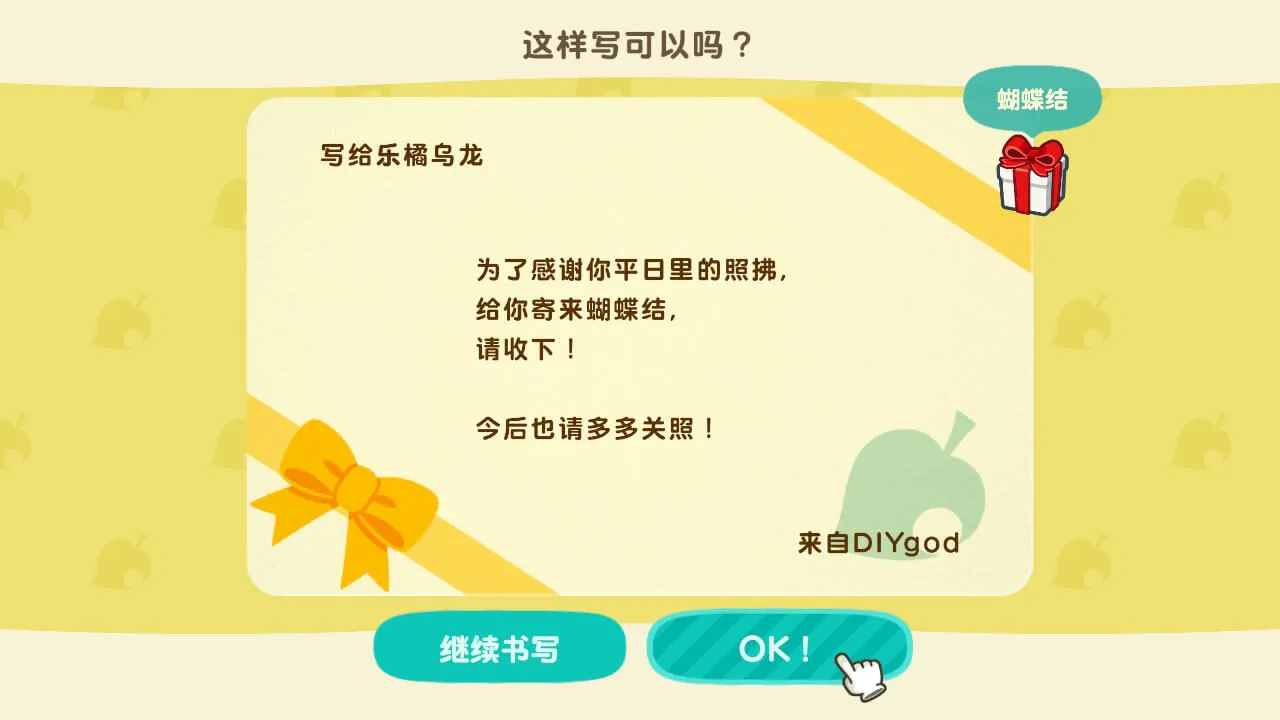 这样写可以吗？
蝴蝶结
写给乐橘乌龙
为了感谢你平日里的照拂,
给你寄来蝴蝶结,
请收下！
今后也请多多关照！
来自DIYgod
继续书写
OK！